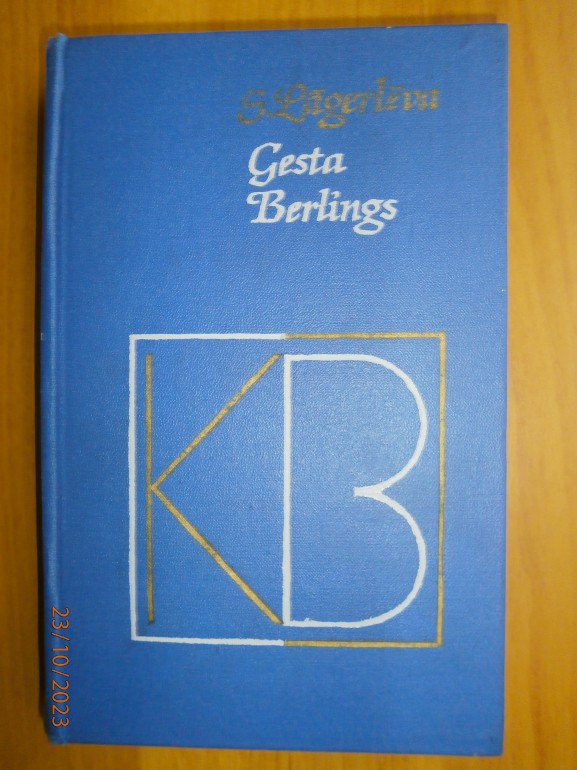 S. Lāgerlēva
Gesta
Berlings
KB
23/10/2023